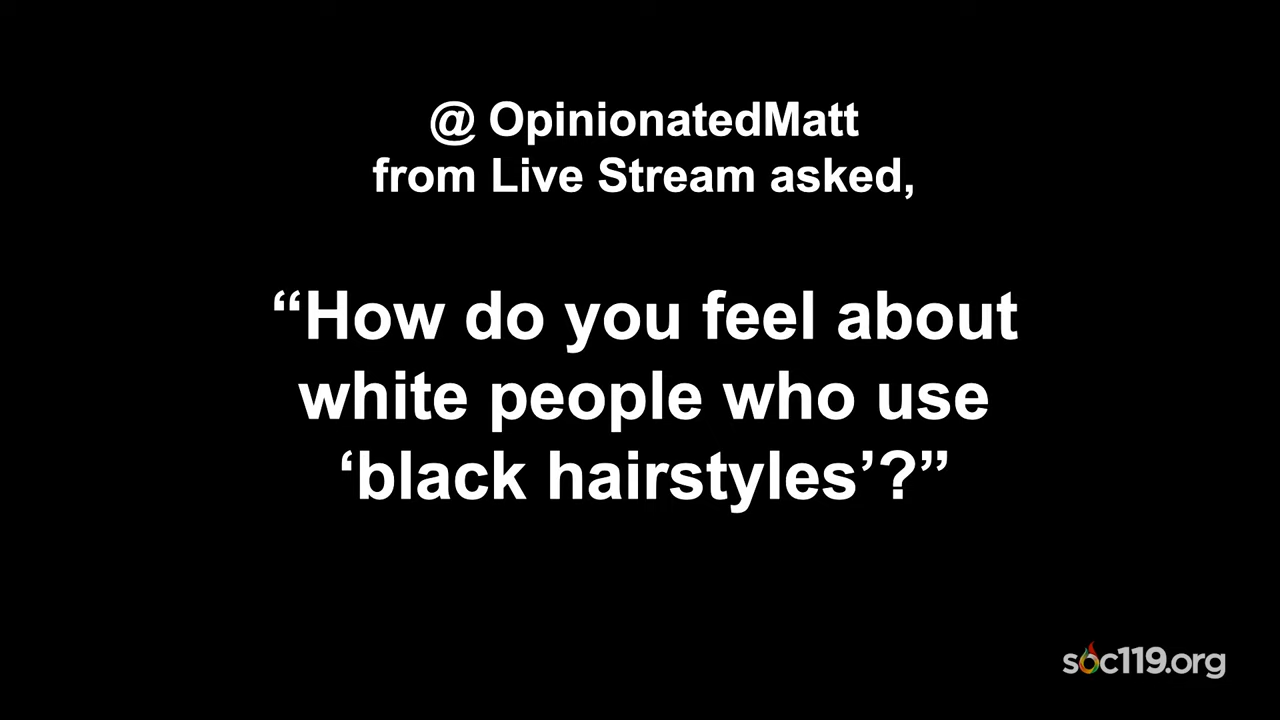 @ OpinionatedMatt
from Live Stream asked,
“How do you feel about
white people who use
‘black hairstyles’?”
soc119.org